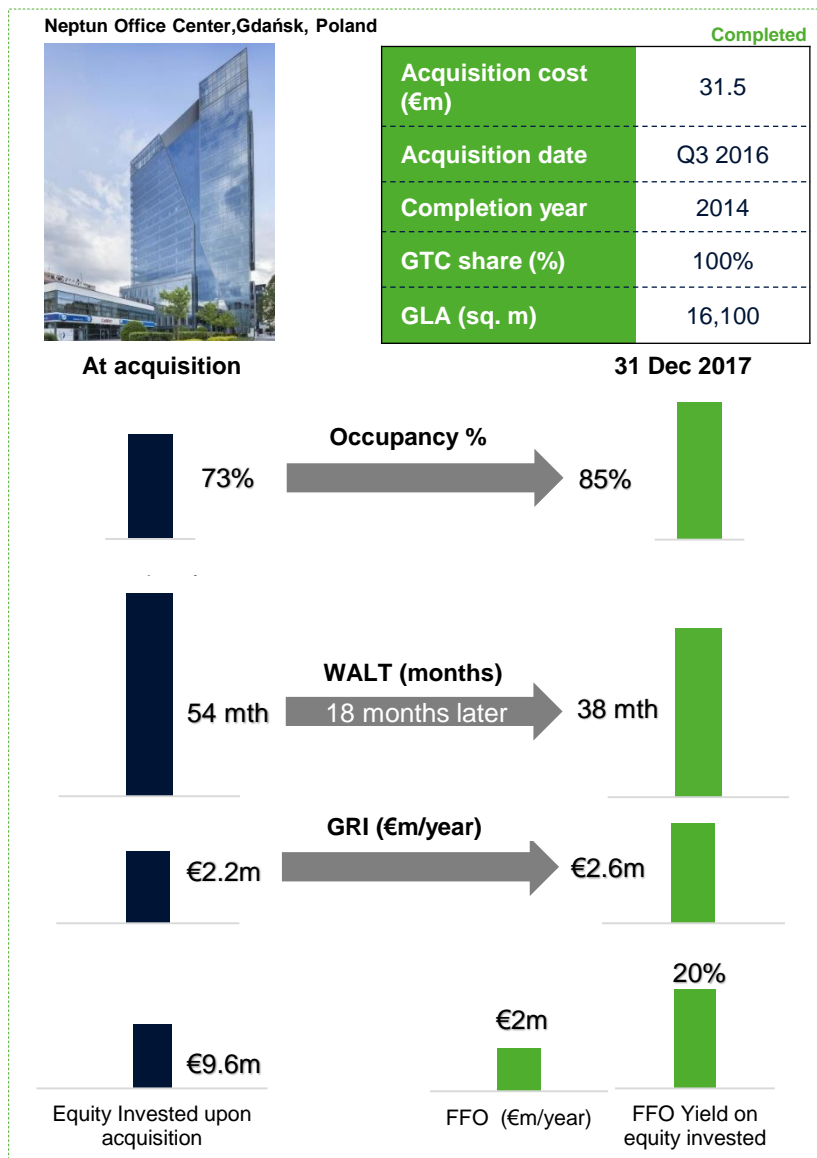 Neptun Office Center,Gdańsk, Poland
Completed
Acquisition cost
(€m)
31.5
Acquisition date
Q3 2016
Completion year
2014
GTC share (%)
100%
GLA (sq. m)
16,100
At acquisition
31 Dec 2017
Occupancy %
73%
85%
WALT (months)
54 mth
18 months later
38 mth
GRI (€m/year)
€2.2m
€2.6m
20%
€2m
€9.6m
Equity Invested upon
acquisition
FFO (€m/year)
FFO Yield on
equity invested